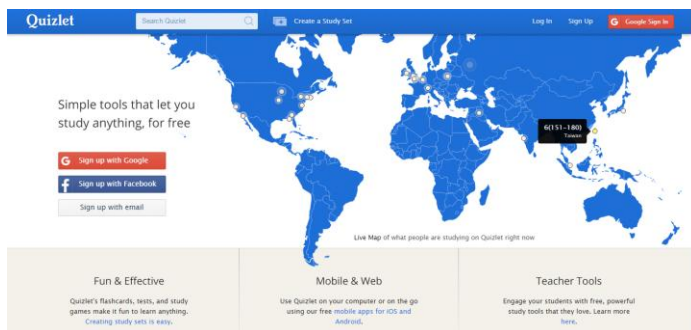 Quizlet
Search Quizlet
Create a Study Set
Log In
Sign Up
G Google Sign In
Simple tools that let you
study anything, for free
G Sign up with Google
f Sign up with Facebook
Sign up with email
6(151-180)
Taiwan
Live Map of what people are studying on Quizlet right now
Fun & Effective
Quizlet's flashcards, tests, and study
games make it fun to learn anything.
Creating study sets is easy.
Mobile & Web
Use Quizlet on your computer or on the go
using our free mobile apps for iOS and
Android.
Teacher Tools
Engage your students with free, powerful
study tools that they love. Learn more
here.